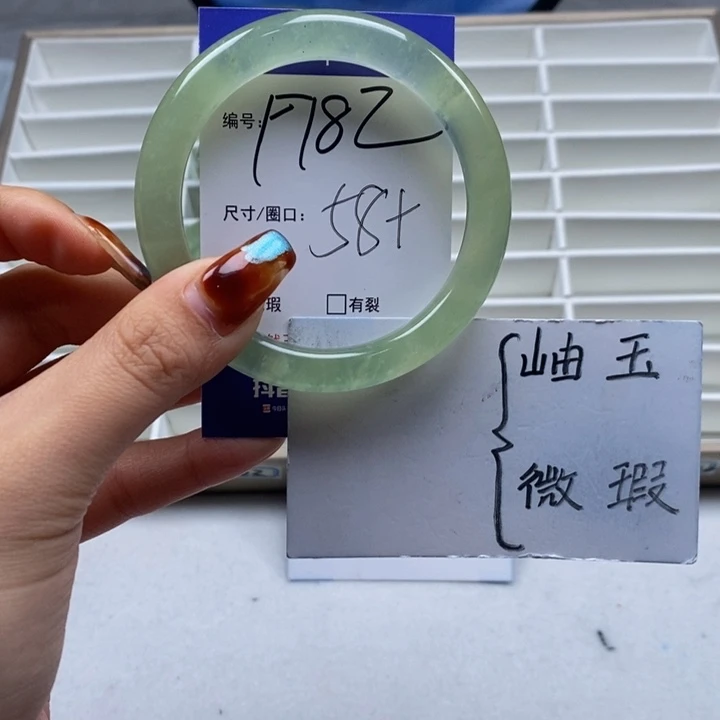 编号: 1782
尺寸/圈口: 58+
瑕 □有裂
岫玉
微瑕